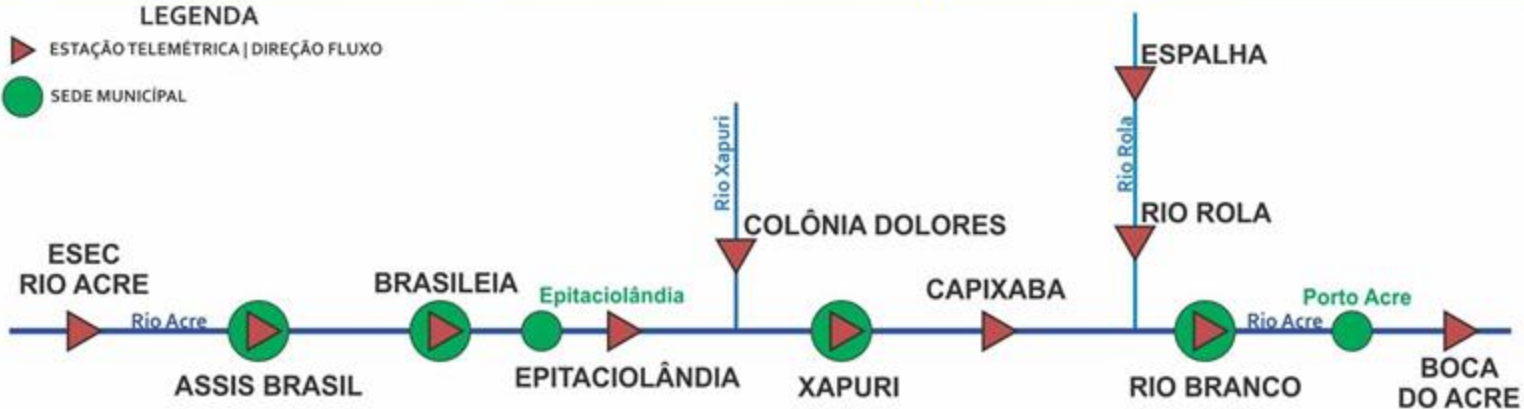 LEGENDA
ESTAÇÃO TELEMÉTRICA | DIREÇÃO FLUXO
SEDE MUNICÍPAL
ESPALHA
Rio Xapuri
Rio Rola
COLÔNIA DOLORES
RIO ROLA
ESEC
RIO ACRE
BRASILEIA
Epitaciolândia
CAPIXABA
Porto Acre
Rio Acre
Rio Acre
ASSIS BRASIL
EPITACIOLÂNDIA
XAPURI
RIO BRANCO
BOCA
DO ACRE